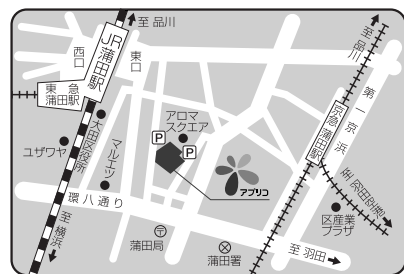 至 品川
至 品川
西口
JR蒲田駅
東口
東 急
蒲田駅
アロマ
スクエア
京急蒲田駅
第一京浜
P
P
大田区役所
ユザワヤ
マルエツ
アプリコ
至 羽田空港
環八通り
区産業
プラザ
至 横浜
蒲田局
蒲田署
至 羽田